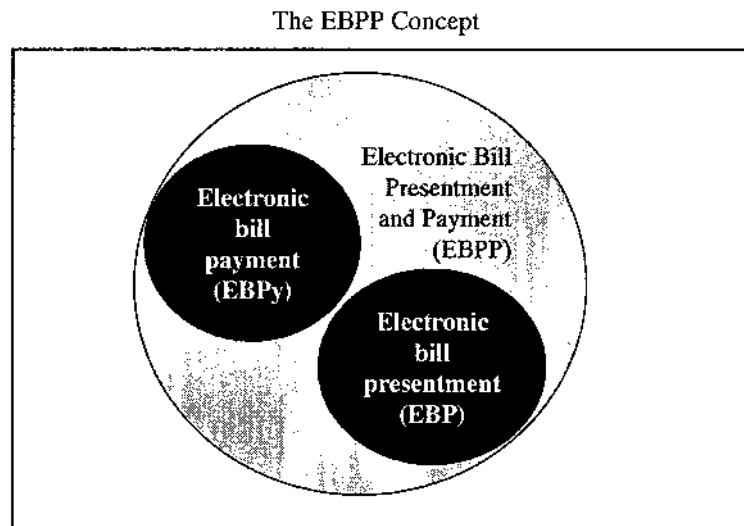 The EBPP Concept
Electronic Bill
Presentment
and Payment
(EBPP)
Electronic
bill
payment
(EBPy)
Electronic
bill
presentment
(EBP)